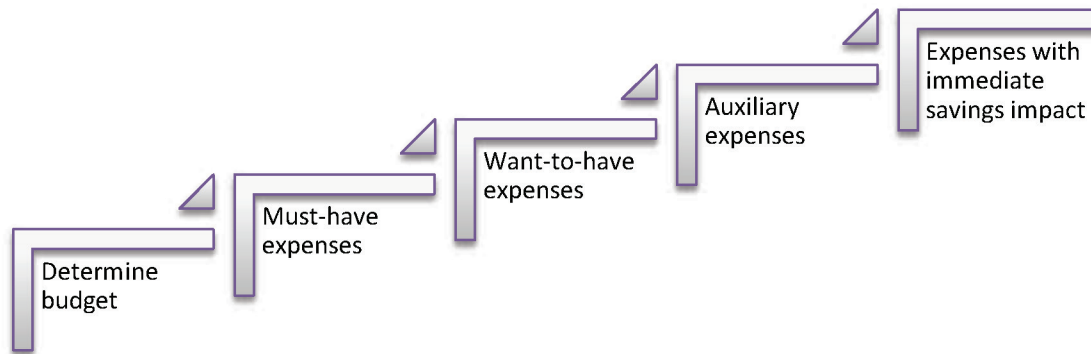 Determine
budget
Must-have
expenses
Want-to-have
expenses
Auxiliary
expenses
Expenses with
immediate
savings impact